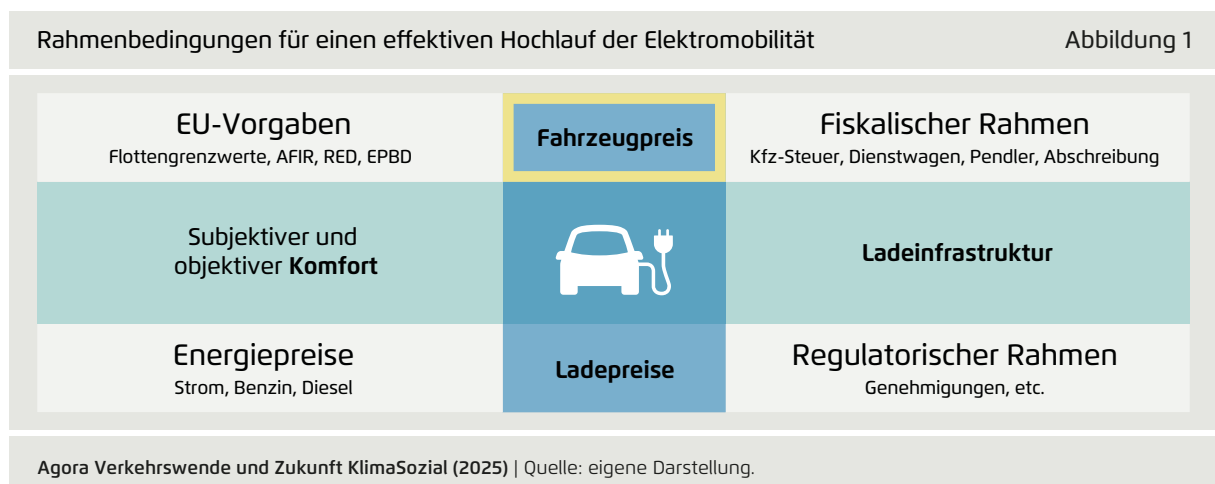 Rahmenbedingungen für einen effektiven Hochlauf der Elektromobilität
Abbildung 1
EU-Vorgaben
Flottengrenzwerte, AFIR, RED, EPBD
Fahrzeugpreis
Fiskalischer Rahmen
Kfz-Steuer, Dienstwagen, Pendler, Abschreibung
Subjektiver und
objektiver Komfort
Ladeinfrastruktur
Energiepreise
Strom, Benzin, Diesel
Ladepreise
Regulatorischer Rahmen
Genehmigungen, etc.
Agora Verkehrswende und Zukunft KlimaSozial (2025) | Quelle: eigene Darstellung.